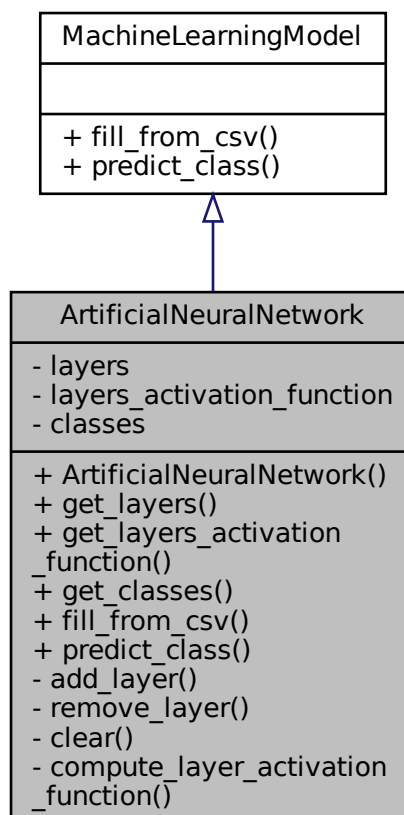 MachineLearningModel
+ fill_from_csv()
+ predict_class()
ArtificialNeuralNetwork
- layers
- layers_activation_function
- classes
+ ArtificialNeuralNetwork()
+ get_layers()
+ get_layers_activation
_function()
+ get_classes()
+ fill_from_csv()
+ predict_class()
- add_layer()
- remove_layer()
- clear()
- compute_layer_activation
_function()